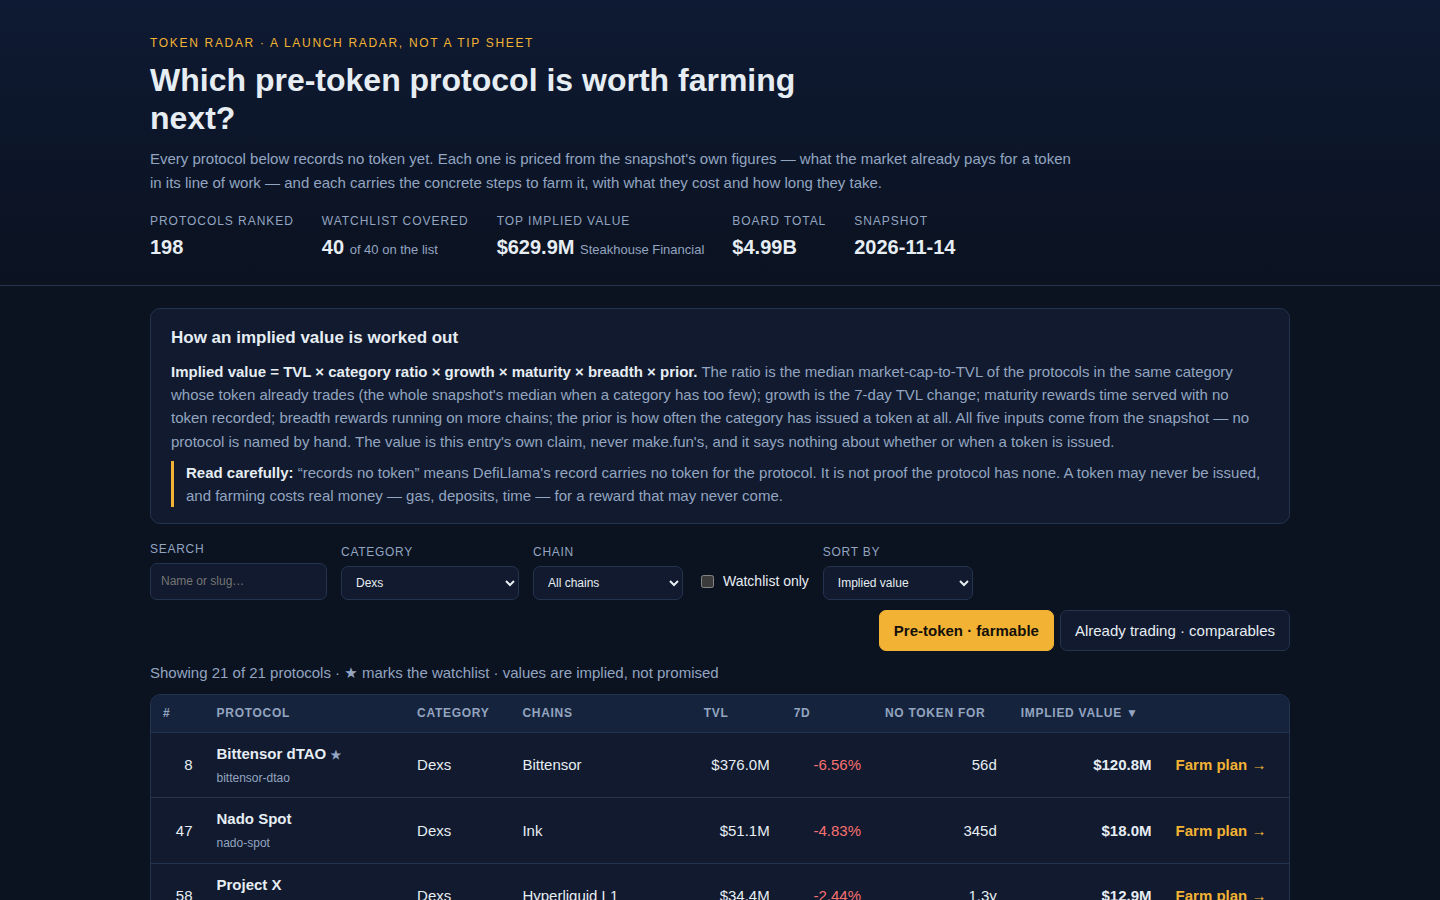 TOKEN RADAR · A LAUNCH RADAR, NOT A TIP SHEET
Which pre-token protocol is worth farming
next?
Every protocol below records no token yet. Each one is priced from the snapshot's own figures — what the market already pays for a token
in its line of work — and each carries the concrete steps to farm it, with what they cost and how long they take.
PROTOCOLS RANKED WATCHLIST COVERED TOP IMPLIED VALUE BOARD TOTAL SNAPSHOT
198 40 of 40 on the list $629.9M Steakhouse Financial $4.99B 2026-11-14
How an implied value is worked out
Implied value = TVL × category ratio × growth × maturity × breadth × prior. The ratio is the median market-cap-to-TVL of the protocols in the same category
whose token already trades (the whole snapshot's median when a category has too few); growth is the 7-day TVL change; maturity rewards time served with no
token recorded; breadth rewards running on more chains; the prior is how often the category has issued a token at all. All five inputs come from the snapshot — no
protocol is named by hand. The value is this entry's own claim, never make.fun's, and it says nothing about whether or when a token is issued.
Read carefully: “records no token” means DefiLlama's record carries no token for the protocol. It is not proof the protocol has none. A token may never be issued,
and farming costs real money — gas, deposits, time — for a reward that may never come.
SEARCH CATEGORY CHAIN SORT BY
Name or slug… Dexs All chains Watchlist only Implied value
Pre-token · farmable Already trading · comparables
Showing 21 of 21 protocols · ★ marks the watchlist · values are implied, not promised
# PROTOCOL CATEGORY CHAINS TVL 7D NO TOKEN FOR IMPLIED VALUE ▼
8 Bittensor dTAO ★ Dexs Bittensor $376.0M -6.56% 56d $120.8M Farm plan →
bittensor-dtao
47 Nado Spot Dexs Ink $51.1M -4.83% 345d $18.0M Farm plan →
nado-spot
58 Project X Dexs Hyperliquid L1 $34.4M -2.44% 1.3y $12.9M Farm plan →